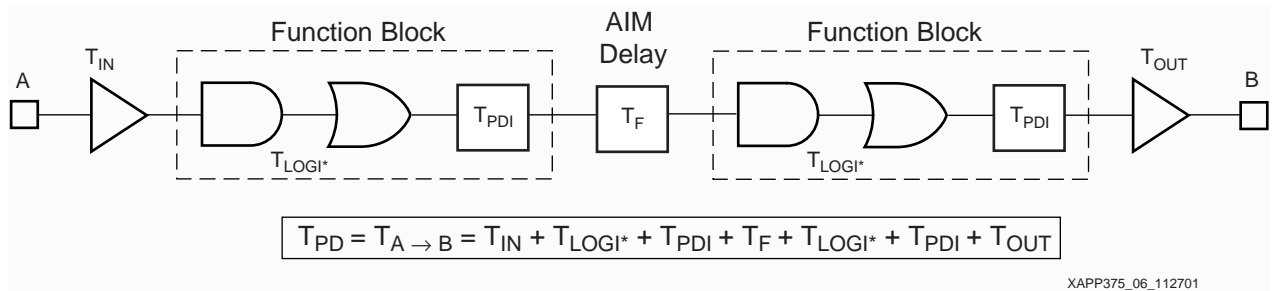 Function Block
AIM
Delay
Function Block
A
T_IN
T_LOGI*
T_PDI
T_F
T_LOGI*
T_PDI
T_OUT
B
T_PD = T_A → B = T_IN + T_LOGI* + T_PDI + T_F + T_LOGI* + T_PDI + T_OUT
XAPP375_06_112701